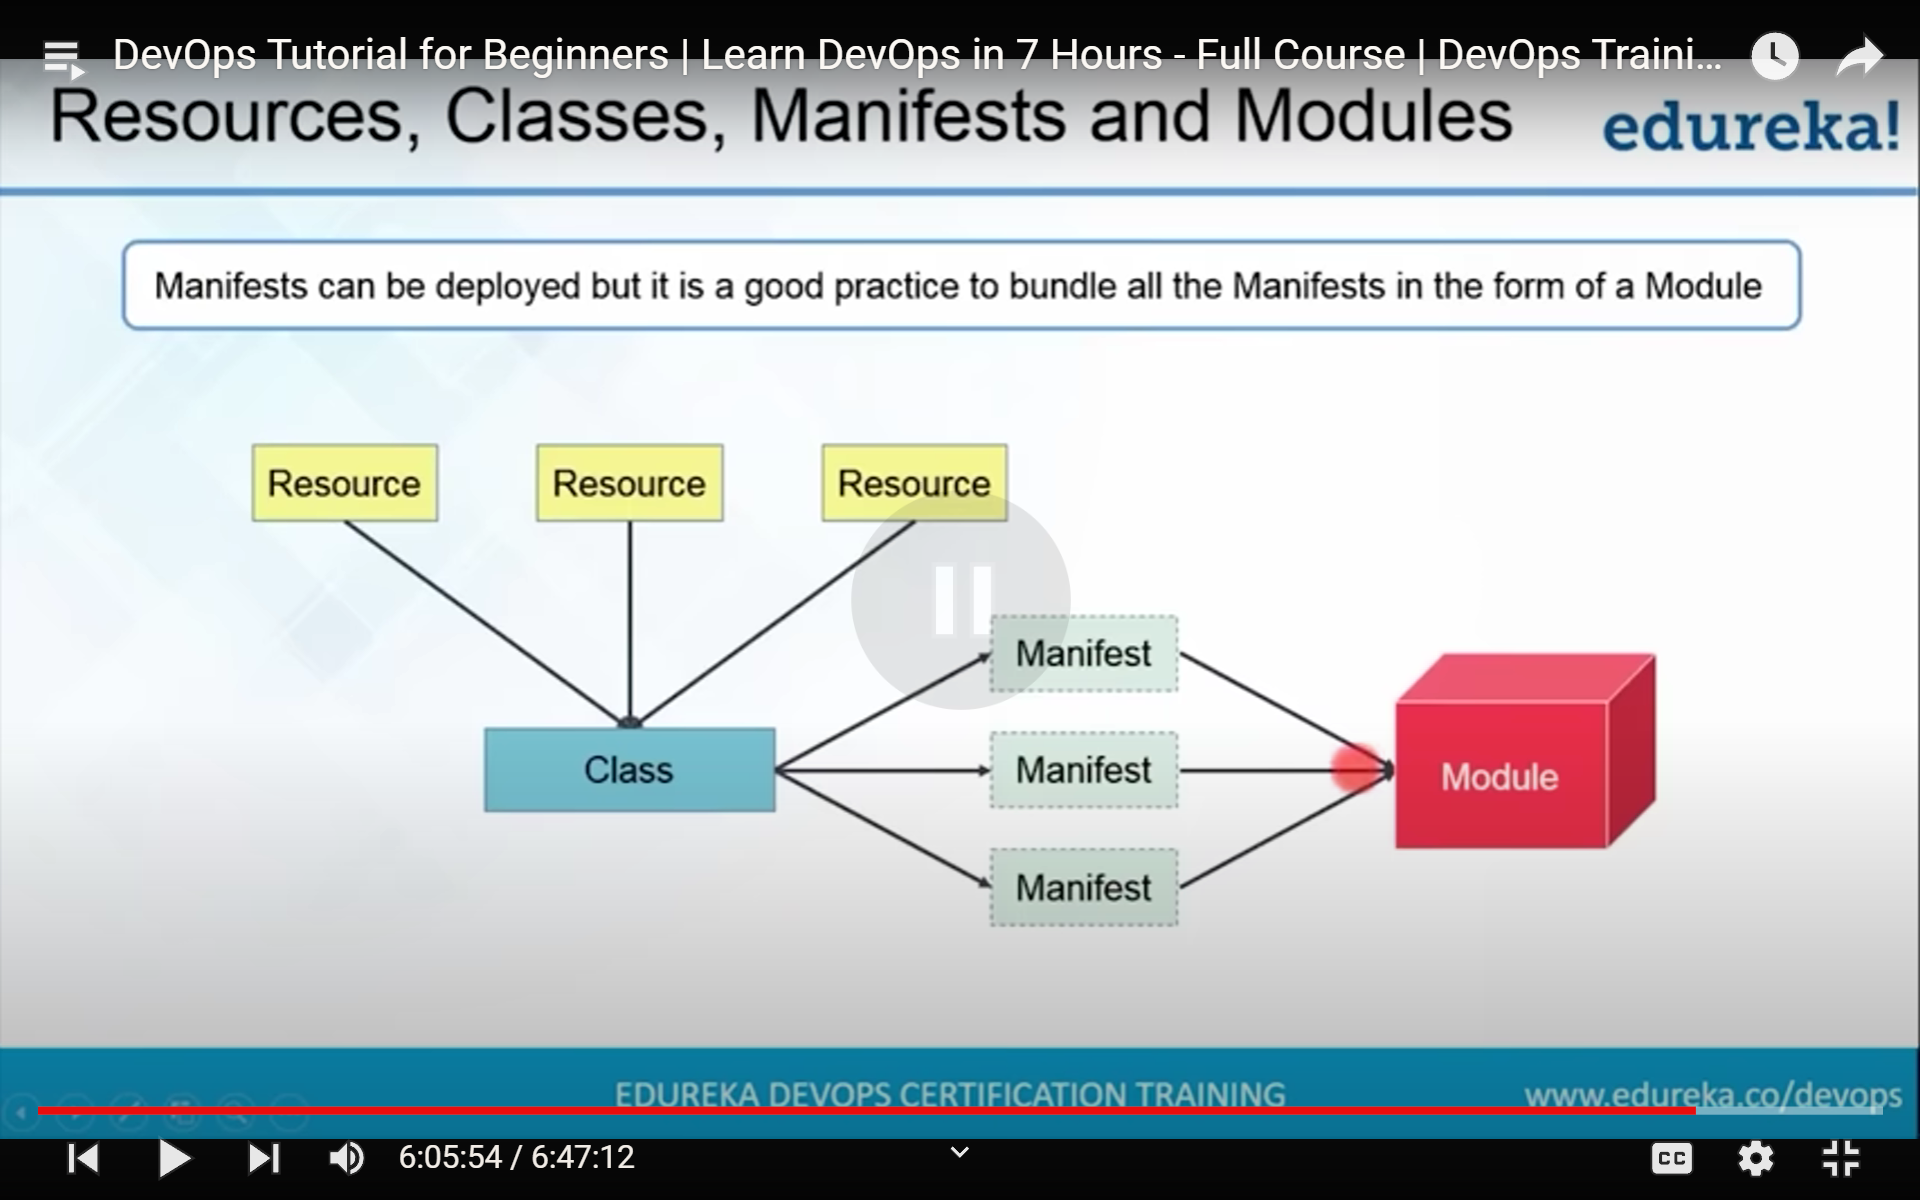 DevOps Tutorial for Beginners | Learn DevOps in 7 Hours - Full Course | DevOps Traini...
Resources, Classes, Manifests and Modules
edureka!
Manifests can be deployed but it is a good practice to bundle all the Manifests in the form of a Module
Resource
Resource
Resource
Manifest
Class
Manifest
Module
Manifest
EDUREKA DEVOPS CERTIFICATION TRAINING
www.edureka.co/devops
6:05:54 / 6:47:12
CC